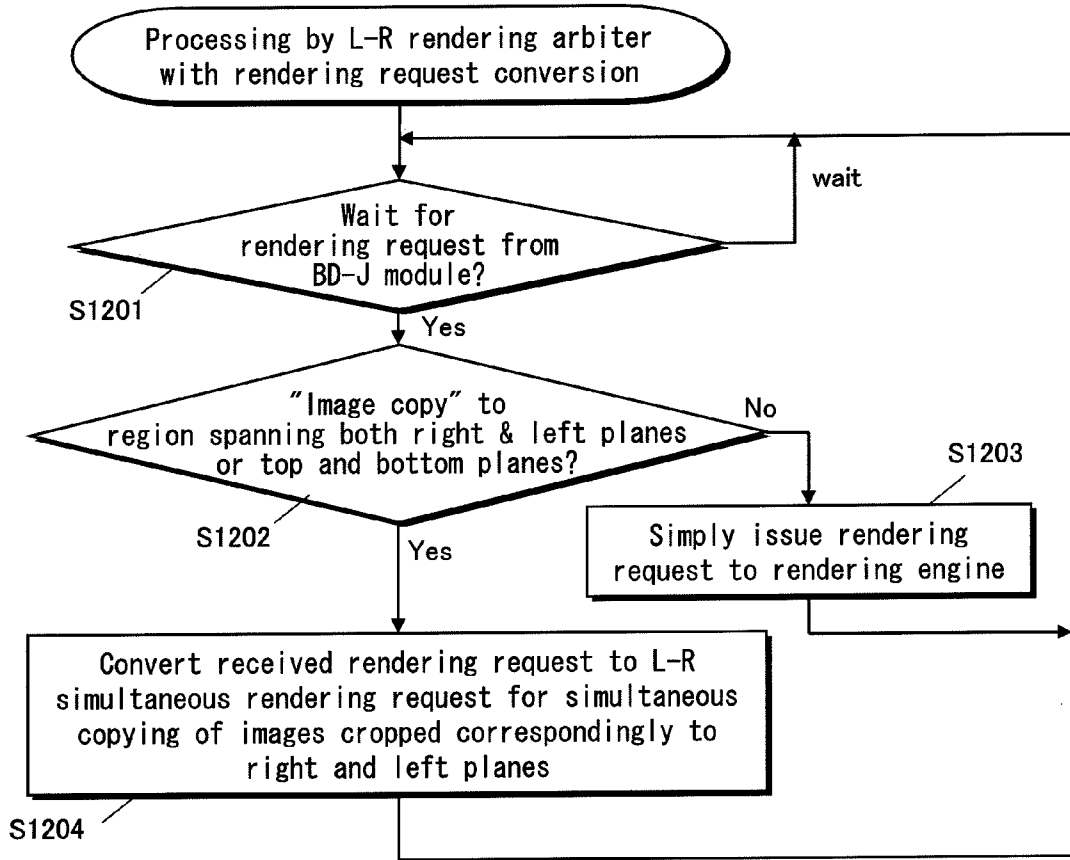 Processing by L-R rendering arbiter
with rendering request conversion
wait
Wait for
rendering request from
BD-J module?
S1201
Yes
"Image copy" to
region spanning both right & left planes
or top and bottom planes?
No
S1202
Yes
S1203
Simply issue rendering
request to rendering engine
Convert received rendering request to L-R
simultaneous rendering request for simultaneous
copying of images cropped correspondingly to
right and left planes
S1204